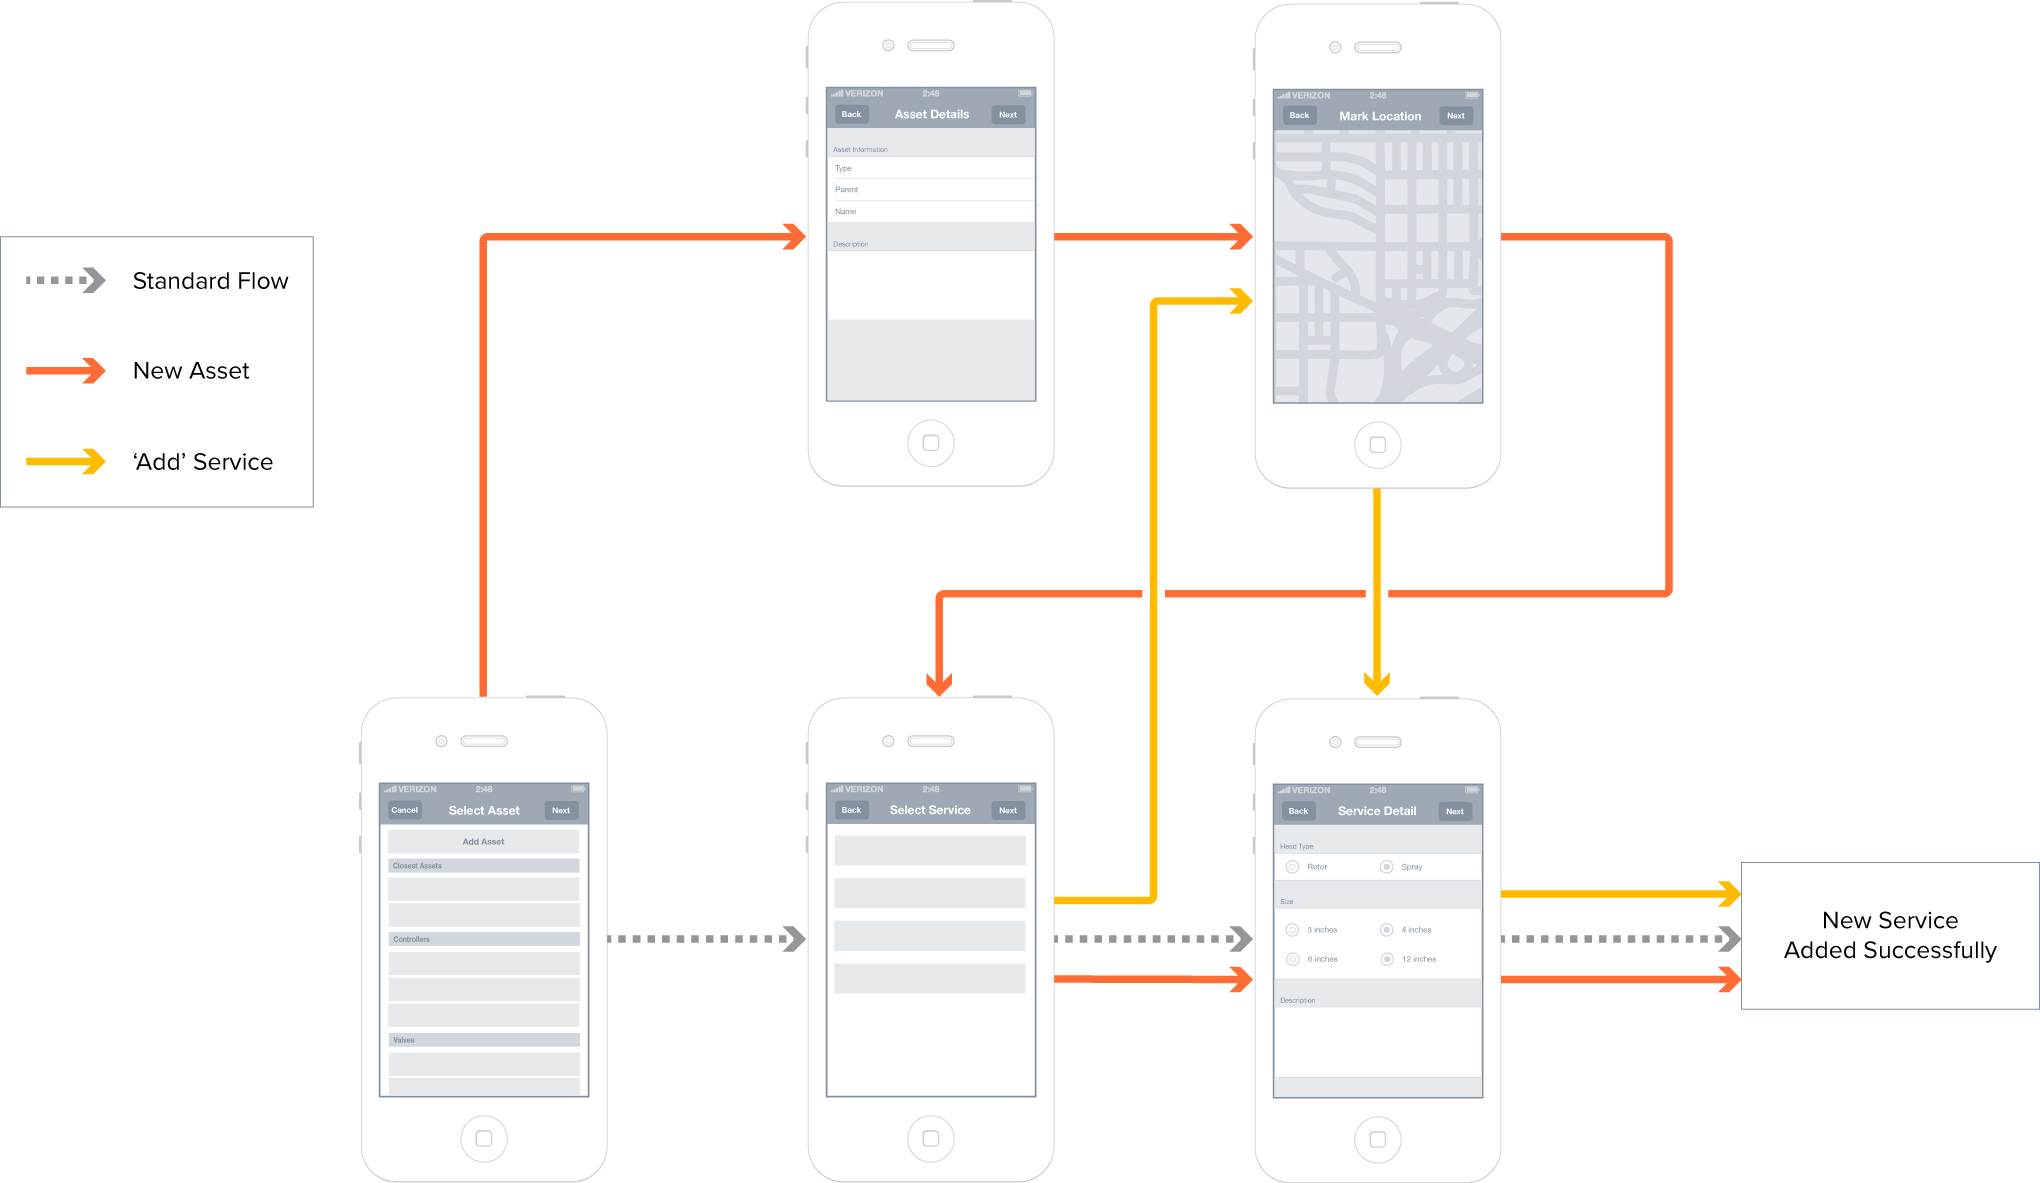 Standard Flow
New Asset
‘Add’ Service
VERIZON 2:48
Back Asset Details Next
Asset Information
Type
Parent
Name
Description
VERIZON 2:48
Back Mark Location Next
VERIZON 2:48
Cancel Select Asset Next
Add Asset
Closest Assets
Controllers
Valves
VERIZON 2:48
Back Select Service Next
VERIZON 2:48
Back Service Detail Next
Head Type
Rotor Spray
Size
3 inches 4 inches
6 inches 12 inches
Description
New Service
Added Successfully